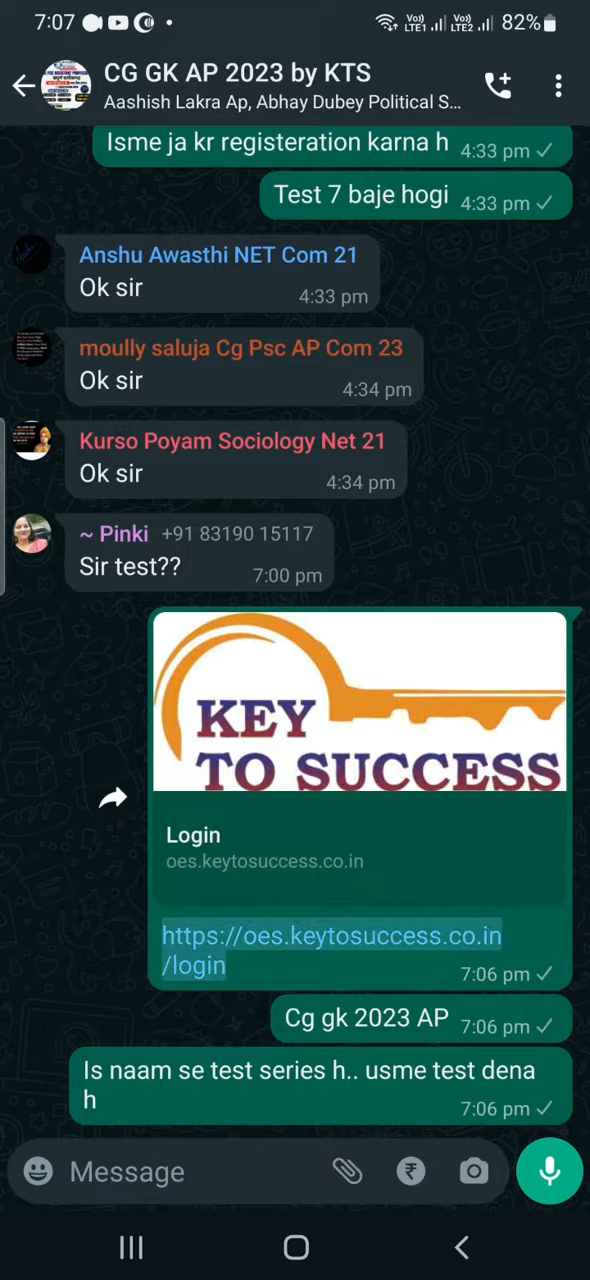 7:07
Vo)) LTE1 Vo)) LTE2 82%
CG GK AP 2023 by KTS
Aashish Lakra Ap, Abhay Dubey Political S...
Isme ja kr registeration karna h 4:33 pm
Test 7 baje hogi 4:33 pm
Anshu Awasthi NET Com 21
Ok sir
4:33 pm
moully saluja Cg Psc AP Com 23
Ok sir
4:34 pm
Kurso Poyam Sociology Net 21
Ok sir
4:34 pm
~ Pinki +91 83190 15117
Sir test??
7:00 pm
KEY
TO SUCCESS
Login
oes.keytosuccess.co.in
https://oes.keytosuccess.co.in
/login
7:06 pm
Cg gk 2023 AP 7:06 pm
Is naam se test series h.. usme test dena
h
7:06 pm
Message